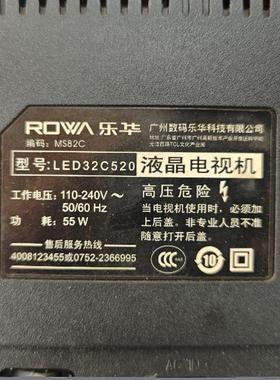 ROWA 乐华
广州数码乐华科技有限公司
编码: MS82C
型号:LED32C520
液晶电视机
工作电压: 110-240V ~
50/60 Hz
功 耗: 55 W
高压危险
当电视机使用时, 必须加
上后盖。非专业人员不准
随意打开后盖。
售后服务热线
4008123455或0752-2366995
10